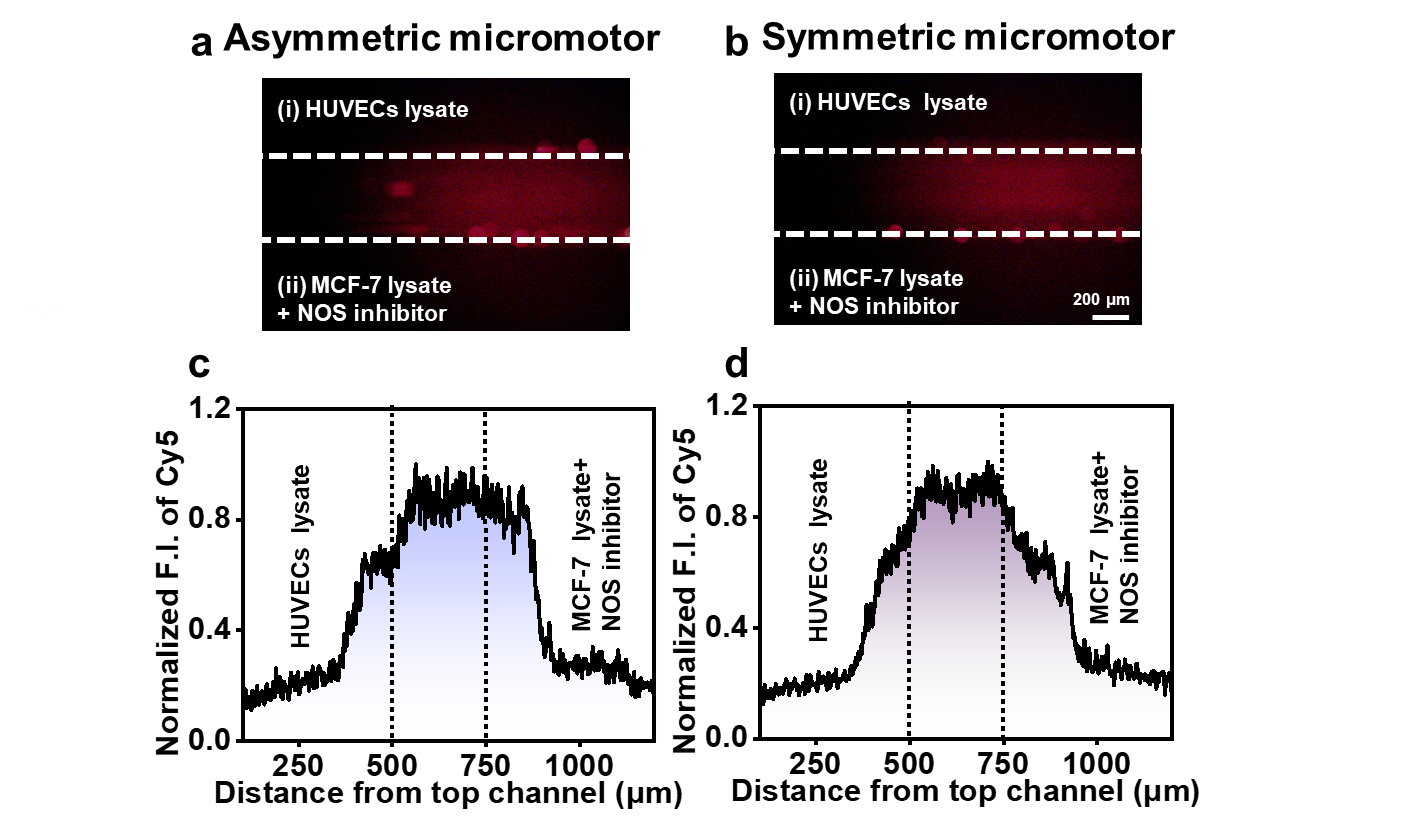 a Asymmetric micromotor
b Symmetric micromotor
(i) HUVECs lysate
(ii) MCF-7 lysate
+ NOS inhibitor
(i) HUVECs lysate
(ii) MCF-7 lysate
+ NOS inhibitor
200 µm
c
Normalized F.I. of Cy5
1.2
0.8
0.4
0.0
HUVECs lysate
MCF-7 lysate+
NOS inhibitor
250 500 750 1000
Distance from top channel (µm)
d
Normalized F.I. of Cy5
1.2
0.8
0.4
0.0
HUVECs lysate
MCF-7 lysate+
NOS inhibitor
250 500 750 1000
Distance from top channel (µm)